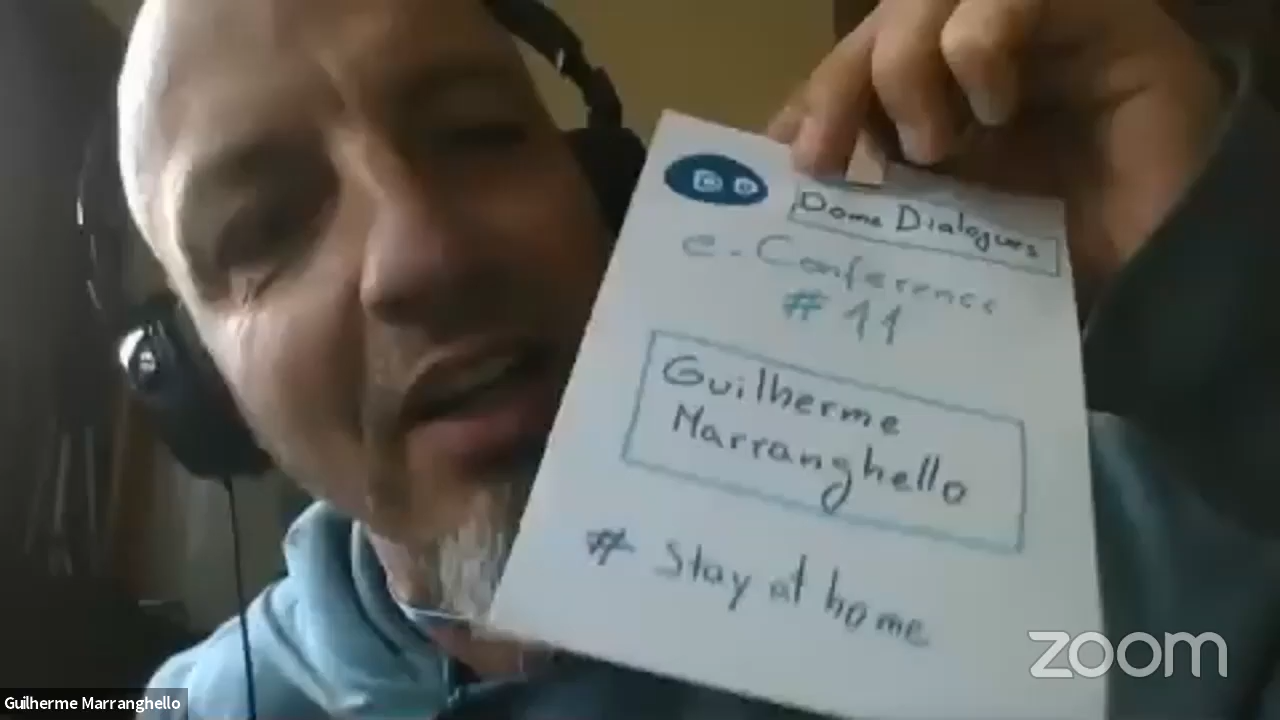 DD
Dome Dialogues
e-Conference
# 11
Guilherme
Marranghello
# Stay at home
zoom
Guilherme Marranghello